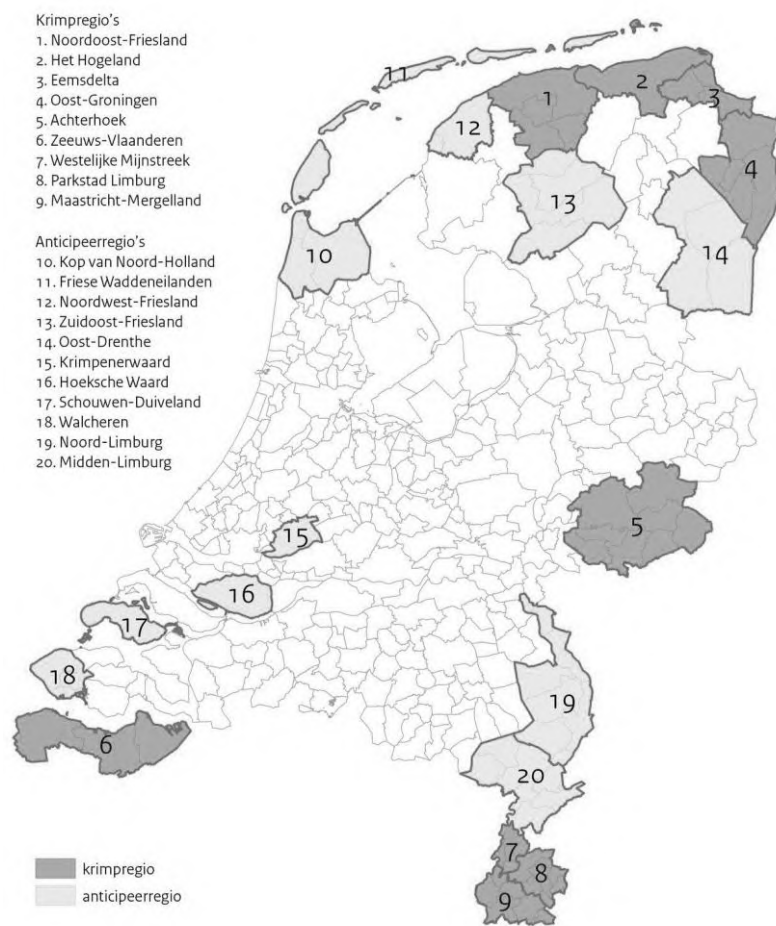 Krimpregio's
1. Noordoost-Friesland
2. Het Hogeland
3. Eemsdelta
4. Oost-Groningen
5. Achterhoek
6. Zeeuws-Vlaanderen
7. Westelijke Mijnstreek
8. Parkstad Limburg
9. Maastricht-Mergelland
Anticipeerregio's
10. Kop van Noord-Holland
11. Friese Waddeneilanden
12. Noordwest-Friesland
13. Zuidoost-Friesland
14. Oost-Drenthe
15. Krimpenerwaard
16. Hoeksche Waard
17. Schouwen-Duiveland
18. Walcheren
19. Noord-Limburg
20. Midden-Limburg
11
1
2
3
12
4
13
10
14
5
15
16
17
18
19
6
20
7
8
9
krimpregio
anticipeerregio